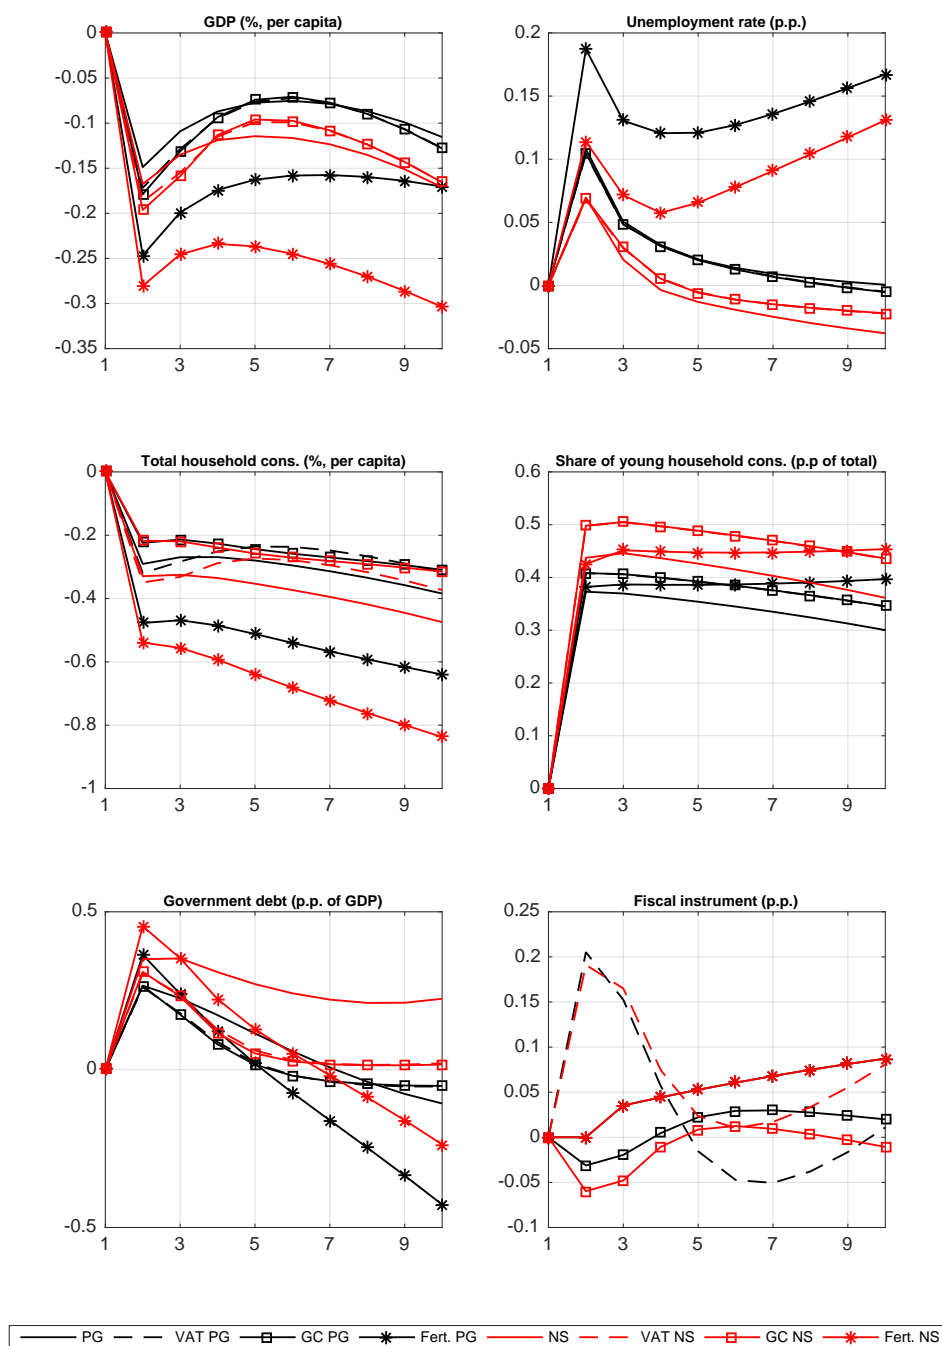 GDP (%, per capita)
0
-0.05
-0.1
-0.15
-0.2
-0.25
-0.3
-0.35
1 3 5 7 9
Unemployment rate (p.p.)
0.2
0.15
0.1
0.05
0
-0.05
1 3 5 7 9
Total household cons. (%, per capita)
0
-0.2
-0.4
-0.6
-0.8
-1
1 3 5 7 9
Share of young household cons. (p.p of total)
0.6
0.5
0.4
0.3
0.2
0.1
0
1 3 5 7 9
Government debt (p.p. of GDP)
0.5
0
-0.5
1 3 5 7 9
Fiscal instrument (p.p.)
0.25
0.2
0.15
0.1
0.05
0
-0.05
-0.1
1 3 5 7 9
PG VAT PG GC PG Fert. PG NS VAT NS GC NS Fert. NS